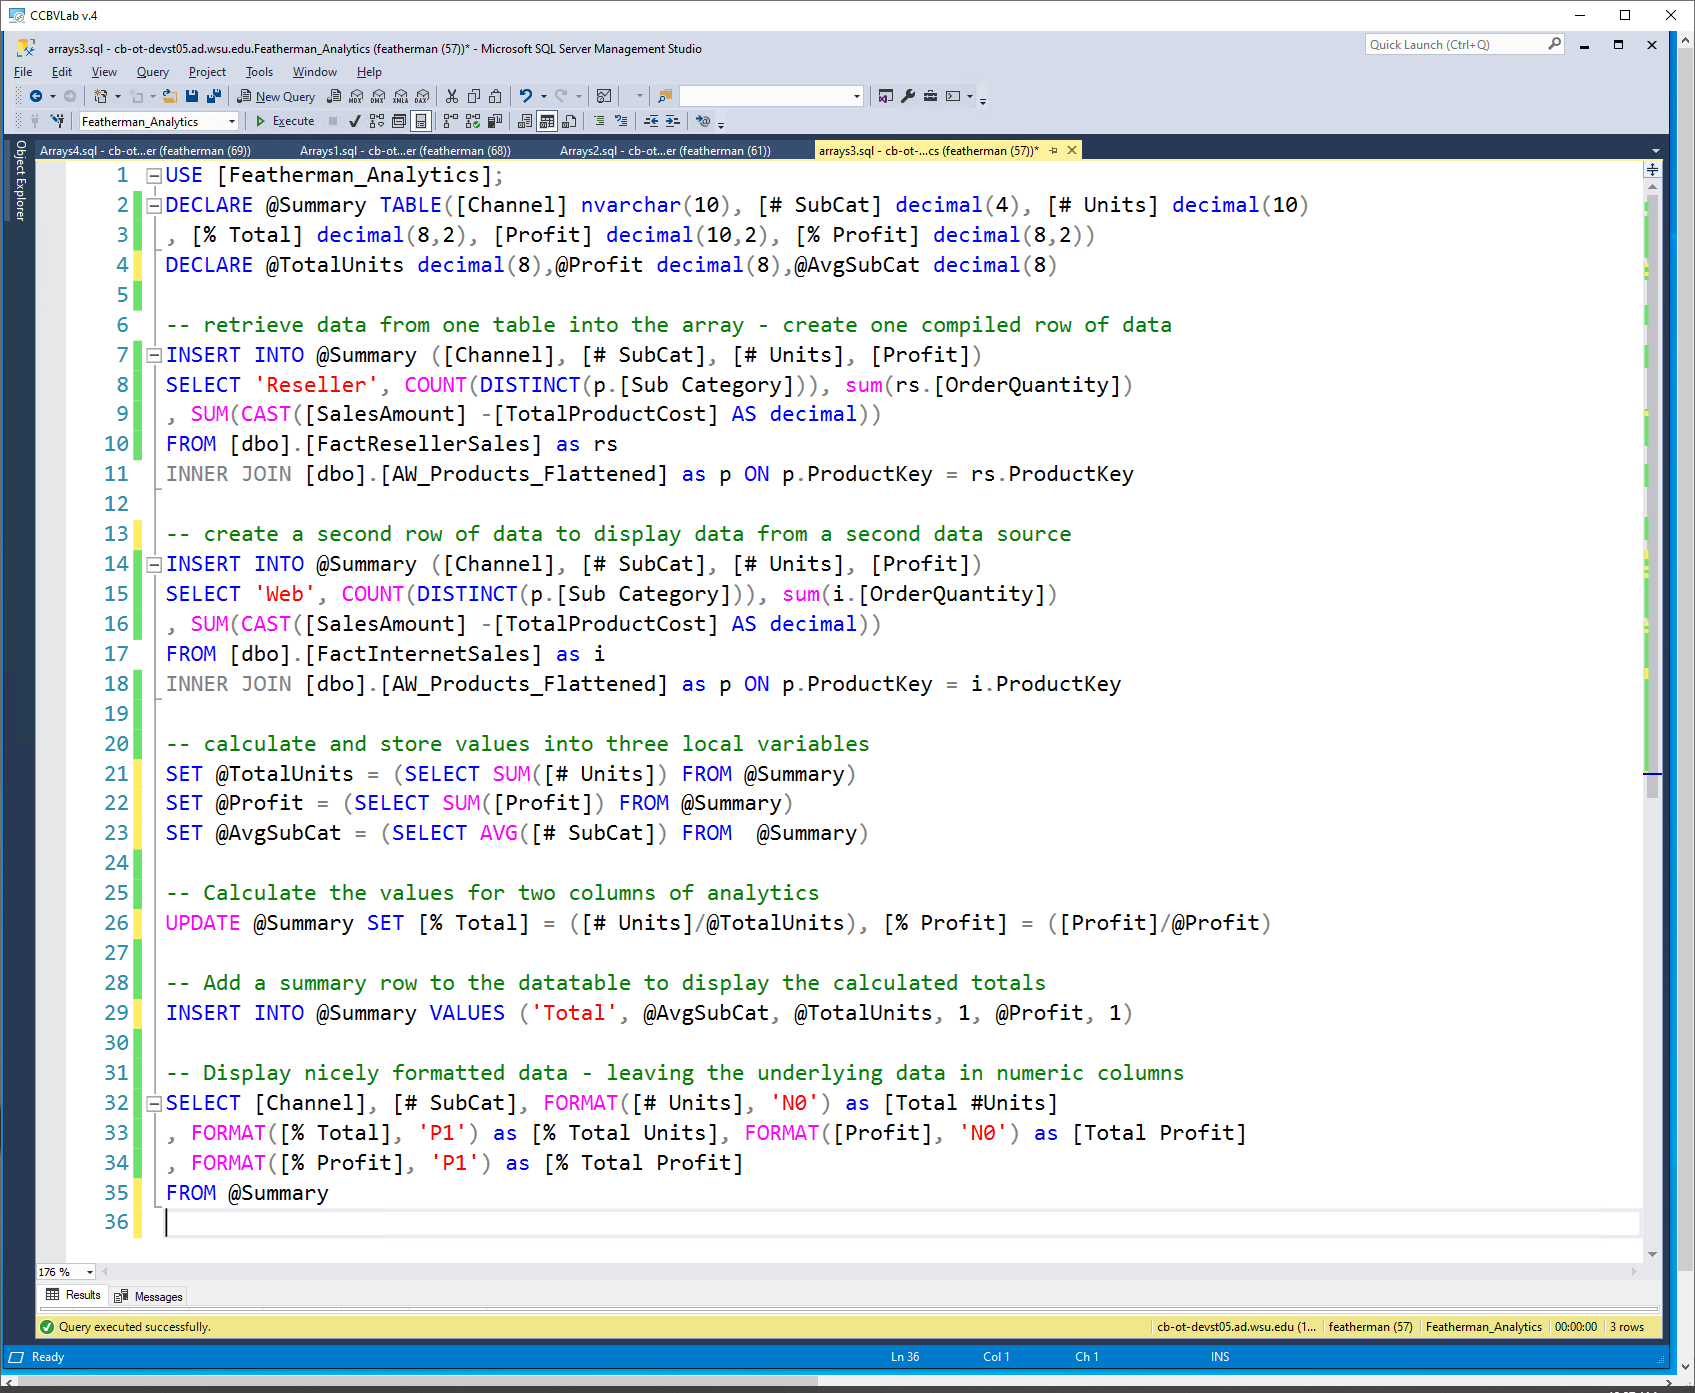 CCBVLab v.4
arrays3.sql - cb-ot-devst05.ad.wsu.edu.Featherman_Analytics (featherman (57))* - Microsoft SQL Server Management Studio
Quick Launch (Ctrl+Q)
File Edit View Query Project Tools Window Help
New Query
Featherman_Analytics Execute
Object Explorer
Arrays4.sql - cb-ot...er (featherman (69)) Arrays1.sql - cb-ot...er (featherman (68)) Arrays2.sql - cb-ot...er (featherman (61)) arrays3.sql - cb-ot-...cs (featherman (57))*
1 USE [Featherman_Analytics];
2 DECLARE @Summary TABLE([Channel] nvarchar(10), [# SubCat] decimal(4), [# Units] decimal(10)
3 , [% Total] decimal(8,2), [Profit] decimal(10,2), [% Profit] decimal(8,2))
4 DECLARE @TotalUnits decimal(8),@Profit decimal(8),@AvgSubCat decimal(8)
5
6 -- retrieve data from one table into the array - create one compiled row of data
7 INSERT INTO @Summary ([Channel], [# SubCat], [# Units], [Profit])
8 SELECT 'Reseller', COUNT(DISTINCT(p.[Sub Category])), sum(rs.[OrderQuantity])
9 , SUM(CAST([SalesAmount] -[TotalProductCost] AS decimal))
10 FROM [dbo].[FactResellerSales] as rs
11 INNER JOIN [dbo].[AW_Products_Flattened] as p ON p.ProductKey = rs.ProductKey
12
13 -- create a second row of data to display data from a second data source
14 INSERT INTO @Summary ([Channel], [# SubCat], [# Units], [Profit])
15 SELECT 'Web', COUNT(DISTINCT(p.[Sub Category])), sum(i.[OrderQuantity])
16 , SUM(CAST([SalesAmount] -[TotalProductCost] AS decimal))
17 FROM [dbo].[FactInternetSales] as i
18 INNER JOIN [dbo].[AW_Products_Flattened] as p ON p.ProductKey = i.ProductKey
19
20 -- calculate and store values into three local variables
21 SET @TotalUnits = (SELECT SUM([# Units]) FROM @Summary)
22 SET @Profit = (SELECT SUM([Profit]) FROM @Summary)
23 SET @AvgSubCat = (SELECT AVG([# SubCat]) FROM  @Summary)
24
25 -- Calculate the values for two columns of analytics
26 UPDATE @Summary SET [% Total] = ([# Units]/@TotalUnits), [% Profit] = ([Profit]/@Profit)
27
28 -- Add a summary row to the datatable to display the calculated totals
29 INSERT INTO @Summary VALUES ('Total', @AvgSubCat, @TotalUnits, 1, @Profit, 1)
30
31 -- Display nicely formatted data - leaving the underlying data in numeric columns
32 SELECT [Channel], [# SubCat], FORMAT([# Units], 'N0') as [Total #Units]
33 , FORMAT([% Total], 'P1') as [% Total Units], FORMAT([Profit], 'N0') as [Total Profit]
34 , FORMAT([% Profit], 'P1') as [% Total Profit]
35 FROM @Summary
36
176 %
Results Messages
Query executed successfully. cb-ot-devst05.ad.wsu.edu (1... featherman (57) Featherman_Analytics 00:00:00 3 rows
Ready Ln 36 Col 1 Ch 1 INS